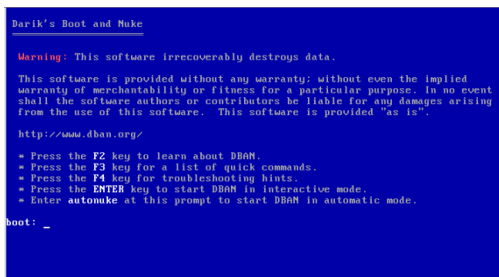 Darik's Boot and Nuke
Warning: This software irrecoverably destroys data.
This software is provided without any warranty; without even the implied
warranty of merchantability or fitness for a particular purpose. In no event
shall the software authors or contributors be liable for any damages arising
from the use of this software. This software is provided "as is".
http://www.dban.org/
* Press the F2 key to learn about DBAN.
* Press the F3 key for a list of quick commands.
* Press the F4 key for troubleshooting hints.
* Press the ENTER key to start DBAN in interactive mode.
* Enter autonuke at this prompt to start DBAN in automatic mode.
boot: _